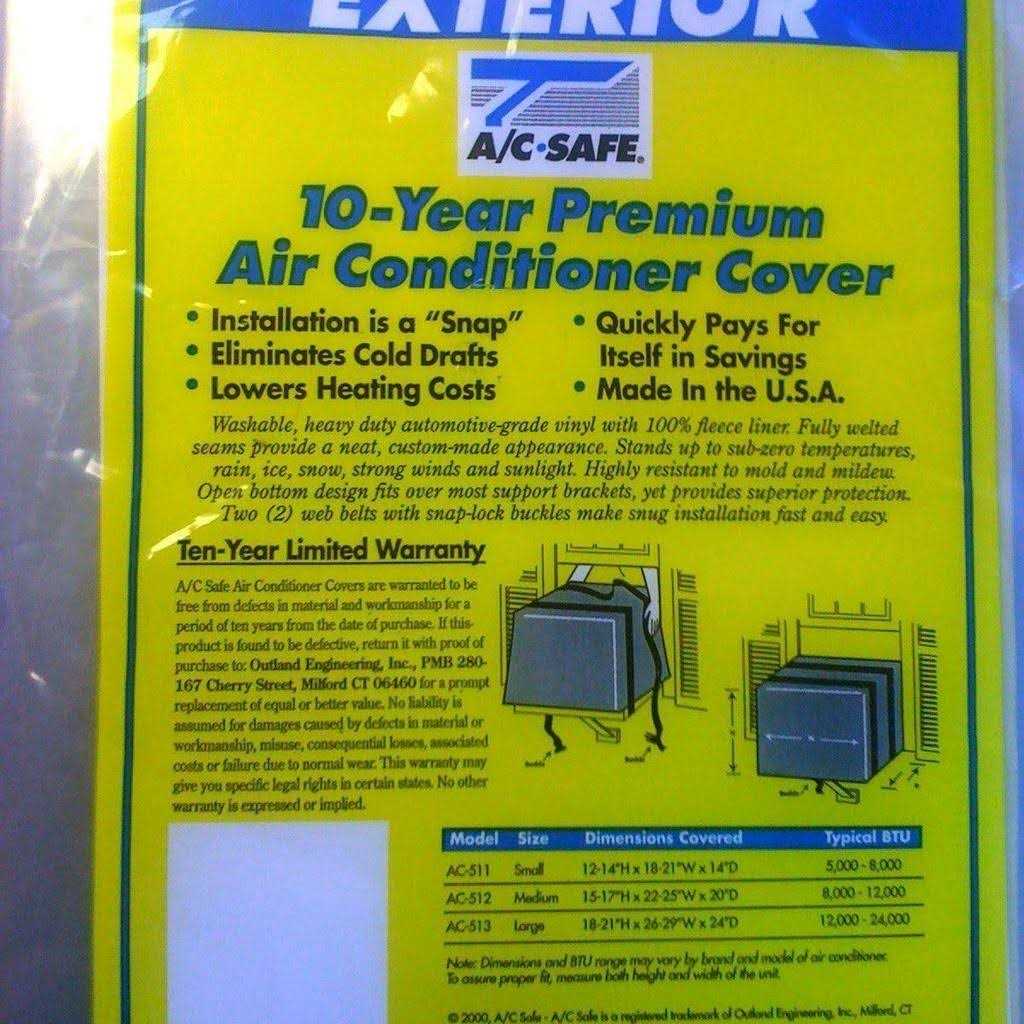 EXTERIOR
A/C·SAFE®
10-Year Premium
Air Conditioner Cover
• Installation is a "Snap"
• Eliminates Cold Drafts
• Lowers Heating Costs
• Quickly Pays For
Itself in Savings
• Made In the U.S.A.
Washable, heavy duty automotive-grade vinyl with 100% fleece liner. Fully welted
seams provide a neat, custom-made appearance. Stands up to sub-zero temperatures,
rain, ice, snow, strong winds and sunlight. Highly resistant to mold and mildew.
Open bottom design fits over most support brackets, yet provides superior protection.
Two (2) web belts with snap-lock buckles make snug installation fast and easy.
Ten-Year Limited Warranty
A/C Safe Air Conditioner Covers are warranted to be
free from defects in material and workmanship for a
period of ten years from the date of purchase. If this
product is found to be defective, return it with proof of
purchase to: Outland Engineering, Inc., PMB 280-
167 Cherry Street, Milford CT 06460 for a prompt
replacement of equal or better value. No liability is
assumed for damages caused by defects in material or
workmanship, misuse, consequential losses, associated
costs or failure due to normal wear. This warranty may
give you specific legal rights in certain states. No other
warranty is expressed or implied.
Buckle
Buckle
Buckle
Model Size Dimensions Covered Typical BTU
AC-511 Small 12-14"H x 18-21"W x 14"D 5,000 - 8,000
AC-512 Medium 15-17"H x 22-25"W x 20"D 8,000 - 12,000
AC-513 Large 18-21"H x 26-29"W x 24"D 12,000 - 24,000
Note: Dimensions and BTU range may vary by brand and model of air conditioner.
To assure proper fit, measure both height and width of the unit.
© 2000, A/C Safe - A/C Safe is a registered trademark of Outland Engineering, Inc., Milford, CT